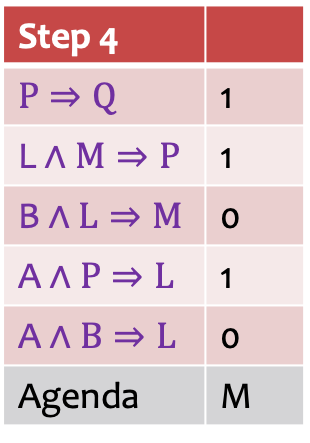 Step 4
P ⇒ Q 1
L ∧ M ⇒ P 1
B ∧ L ⇒ M 0
A ∧ P ⇒ L 1
A ∧ B ⇒ L 0
Agenda M